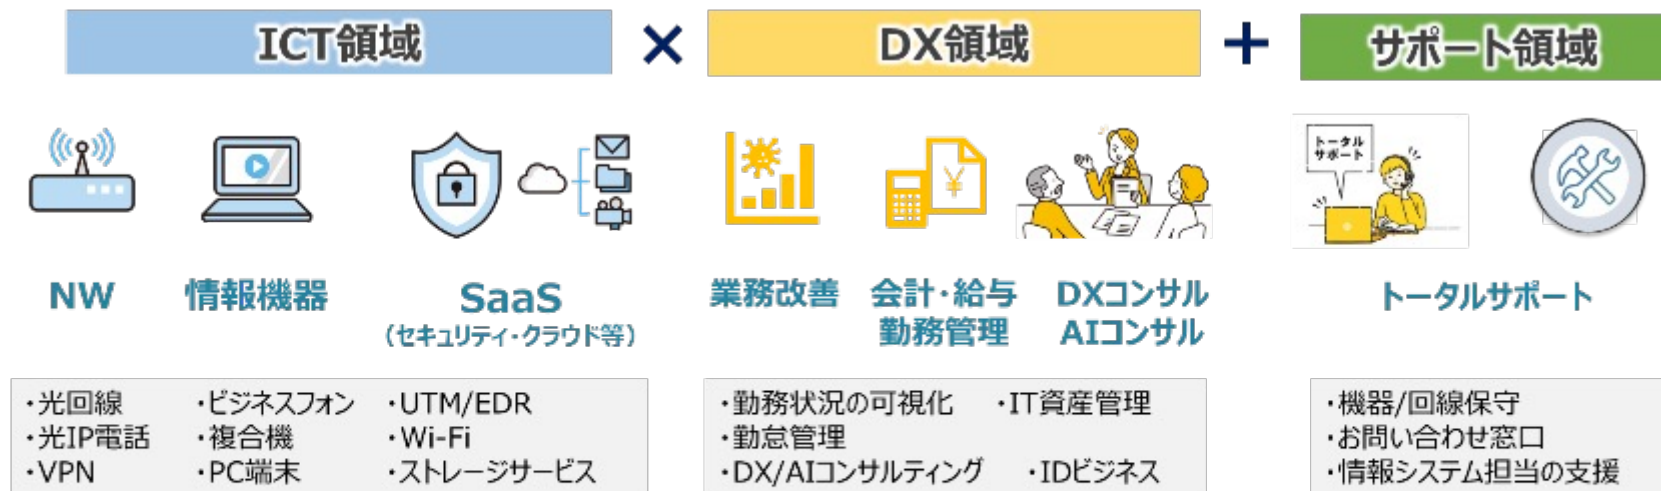 ICT領域 × DX領域 + サポート領域
トータル
サポート
NW
情報機器
SaaS
(セキュリティ・クラウド等)
業務改善
会計・給与
勤務管理
DXコンサル
AIコンサル
トータルサポート
・光回線
・光IP電話
・VPN
・ビジネスフォン
・複合機
・PC端末
・UTM/EDR
・Wi-Fi
・ストレージサービス
・勤務状況の可視化 ・IT資産管理
・勤怠管理
・DX/AIコンサルティング ・IDビジネス
・機器/回線保守
・お問い合わせ窓口
・情報システム担当の支援